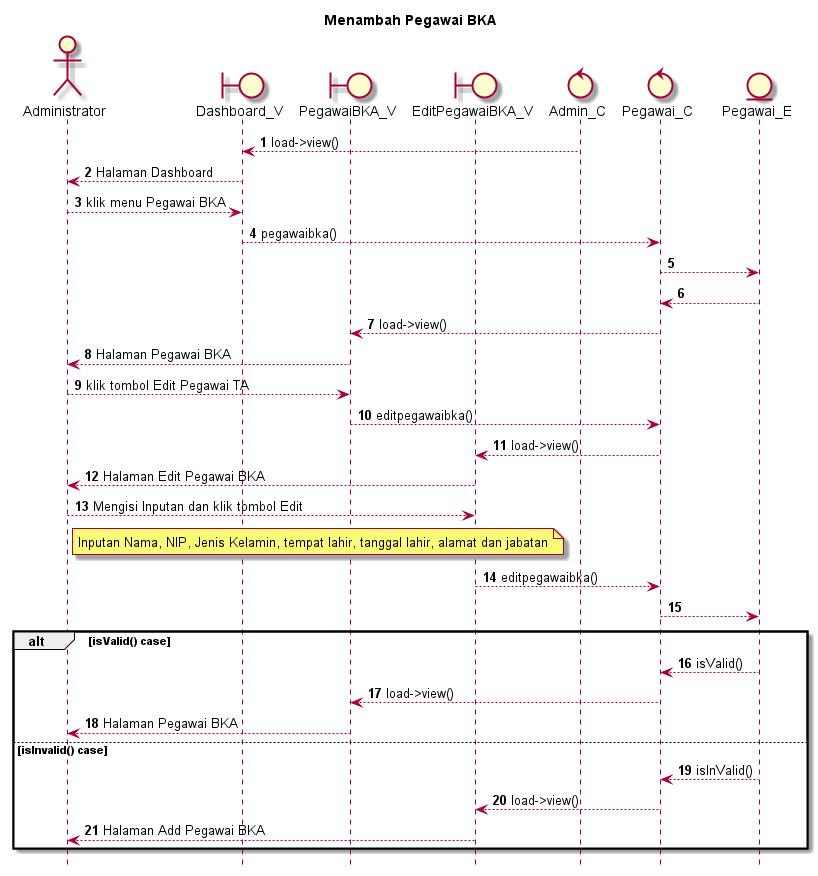 Menambah Pegawai BKA
Administrator
Dashboard_V
PegawaiBKA_V
EditPegawaiBKA_V
Admin_C
Pegawai_C
Pegawai_E
1 load->view()
2 Halaman Dashboard
3 klik menu Pegawai BKA
4 pegawaibka()
5
6
7 load->view()
8 Halaman Pegawai BKA
9 klik tombol Edit Pegawai TA
10 editpegawaibka()
11 load->view()
12 Halaman Edit Pegawai BKA
13 Mengisi Inputan dan klik tombol Edit
Inputan Nama, NIP, Jenis Kelamin, tempat lahir, tanggal lahir, alamat dan jabatan
14 editpegawaibka()
15
alt [isValid() case]
16 isValid()
17 load->view()
18 Halaman Pegawai BKA
[isInvalid() case]
19 isInValid()
20 load->view()
21 Halaman Add Pegawai BKA